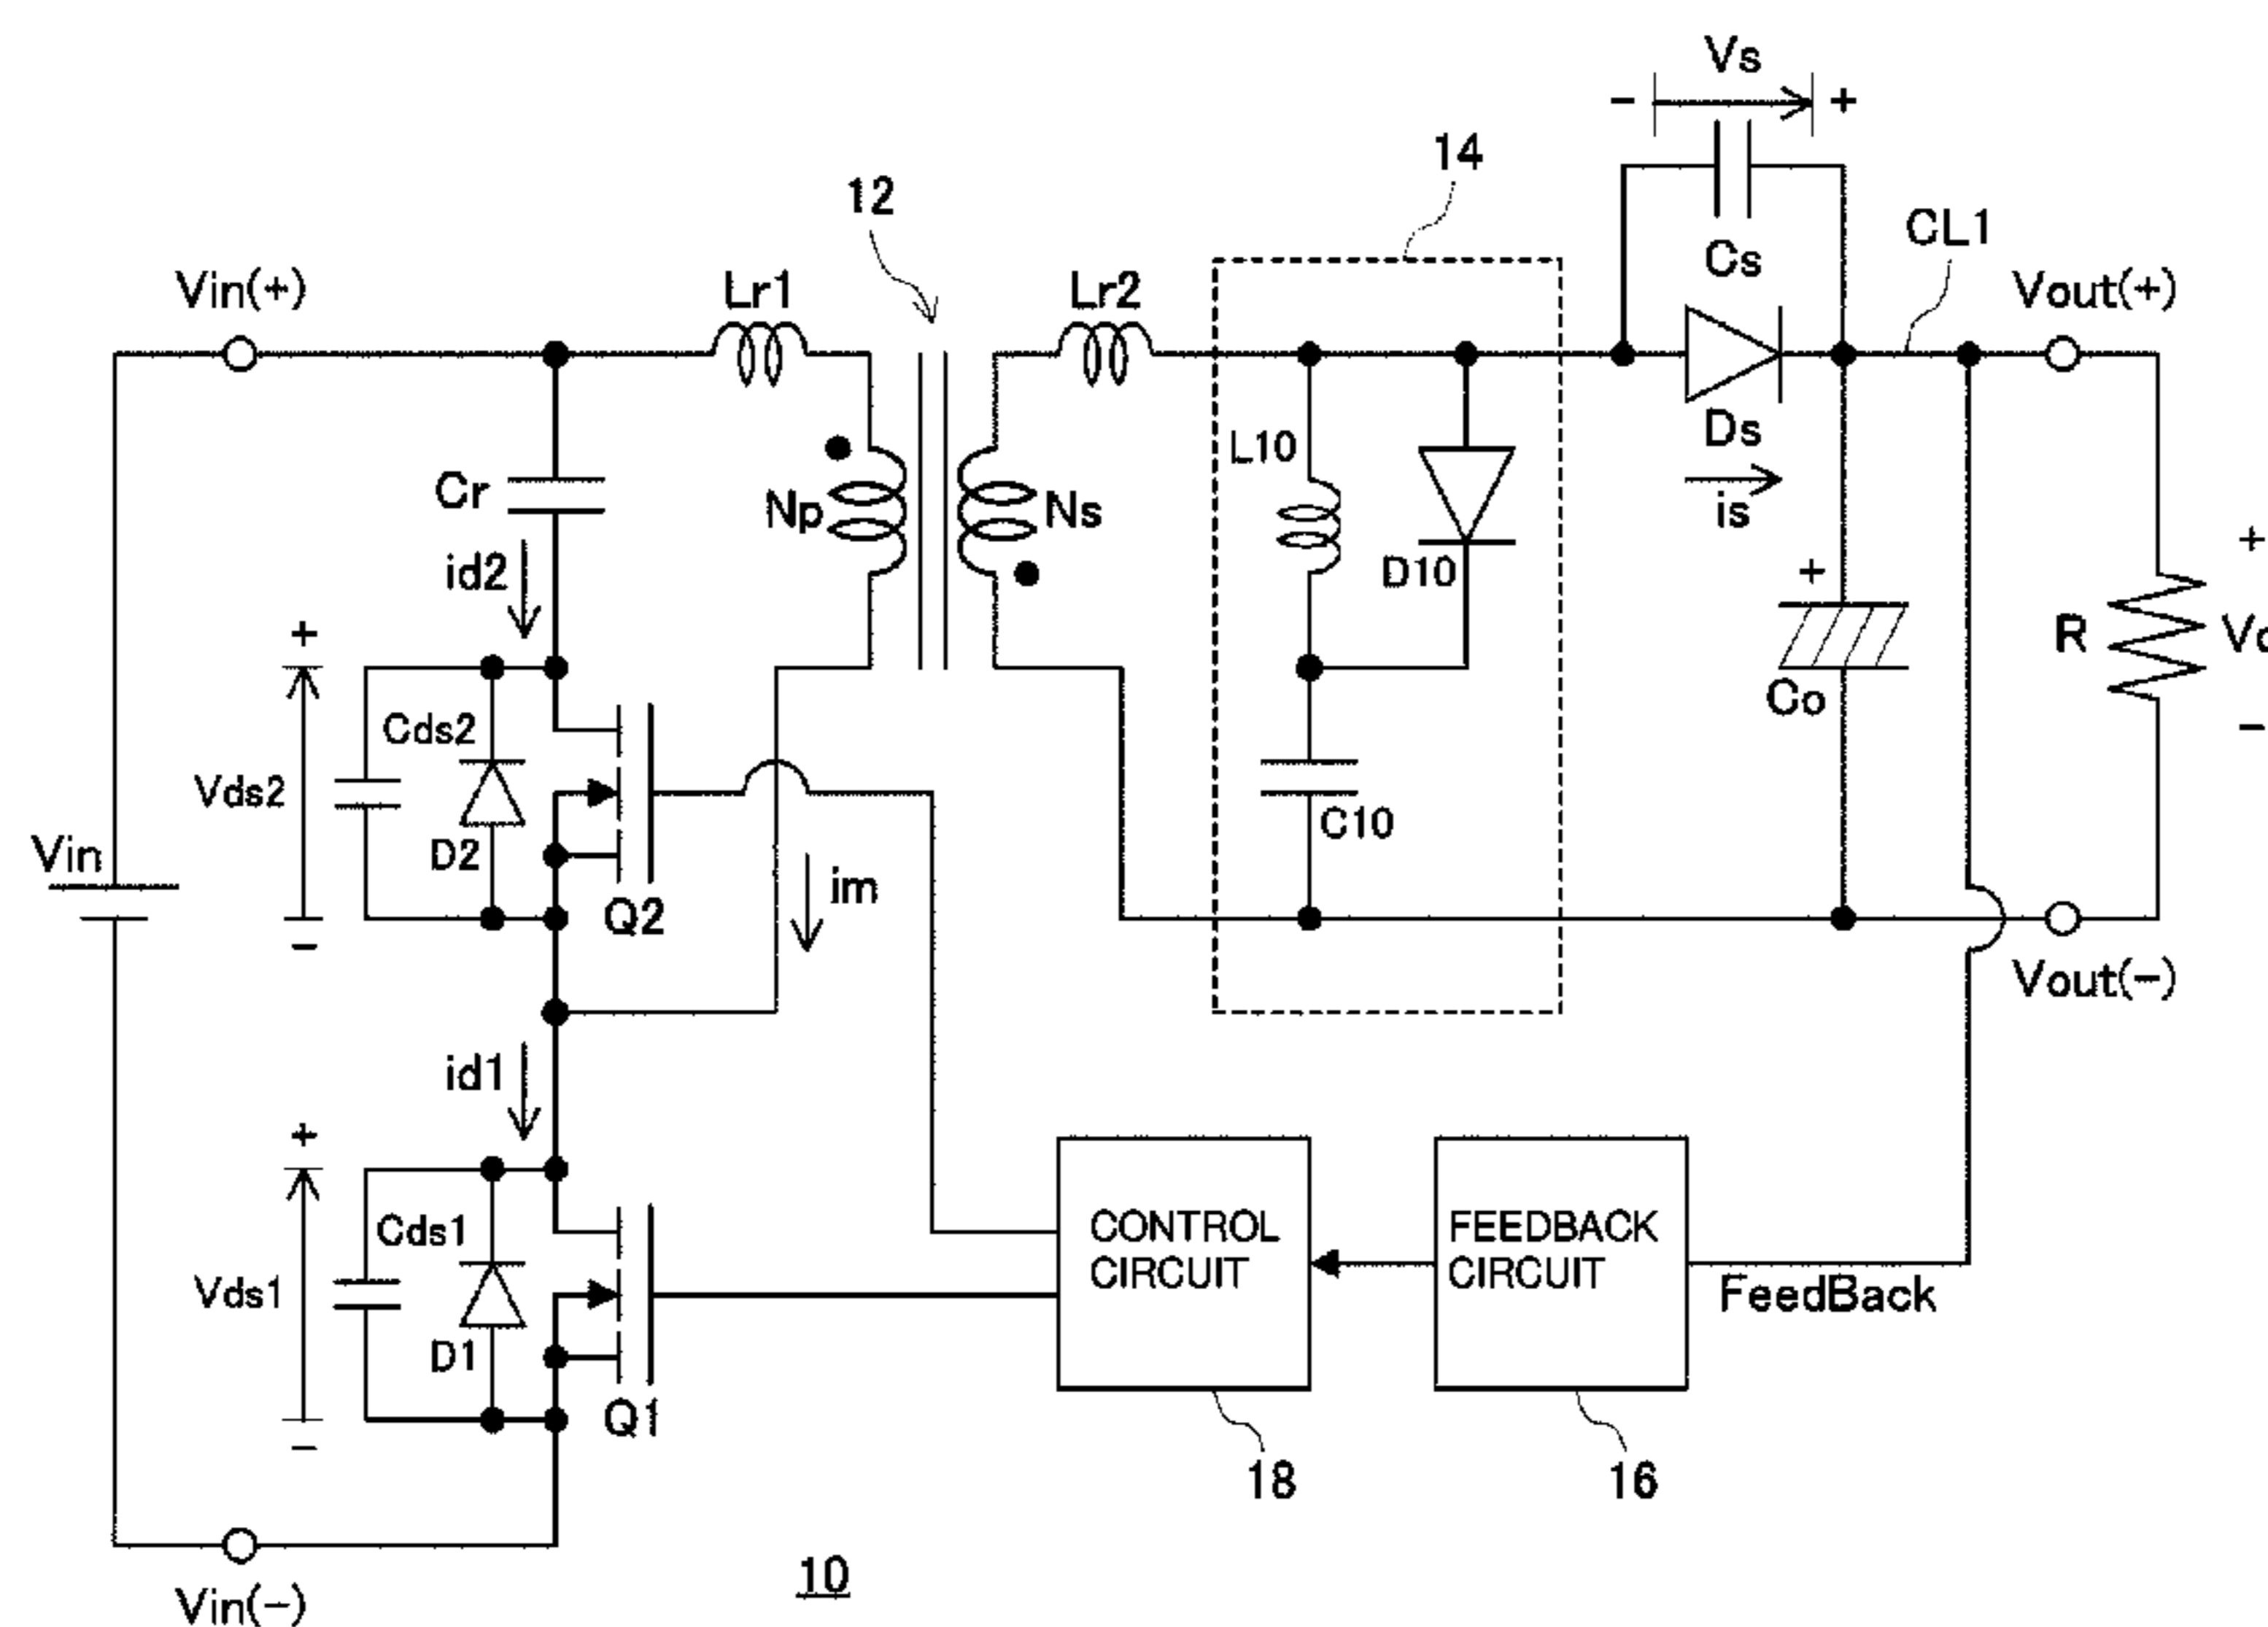 Vs
- +
14
12
Cs
CL1
Vin(+)
Lr1
Lr2
Vout(+)
Ds
L10
is
Cr
Np
Ns
D10
+
+
id2
+
R
Co
Cds2
Vds2
D2
C10
Vin
im
Q2
-
-
Vout(-)
id1
+
CONTROL
CIRCUIT
FEEDBACK
CIRCUIT
Cds1
Vds1
FeedBack
D1
Q1
-
18
16
10
Vin(-)